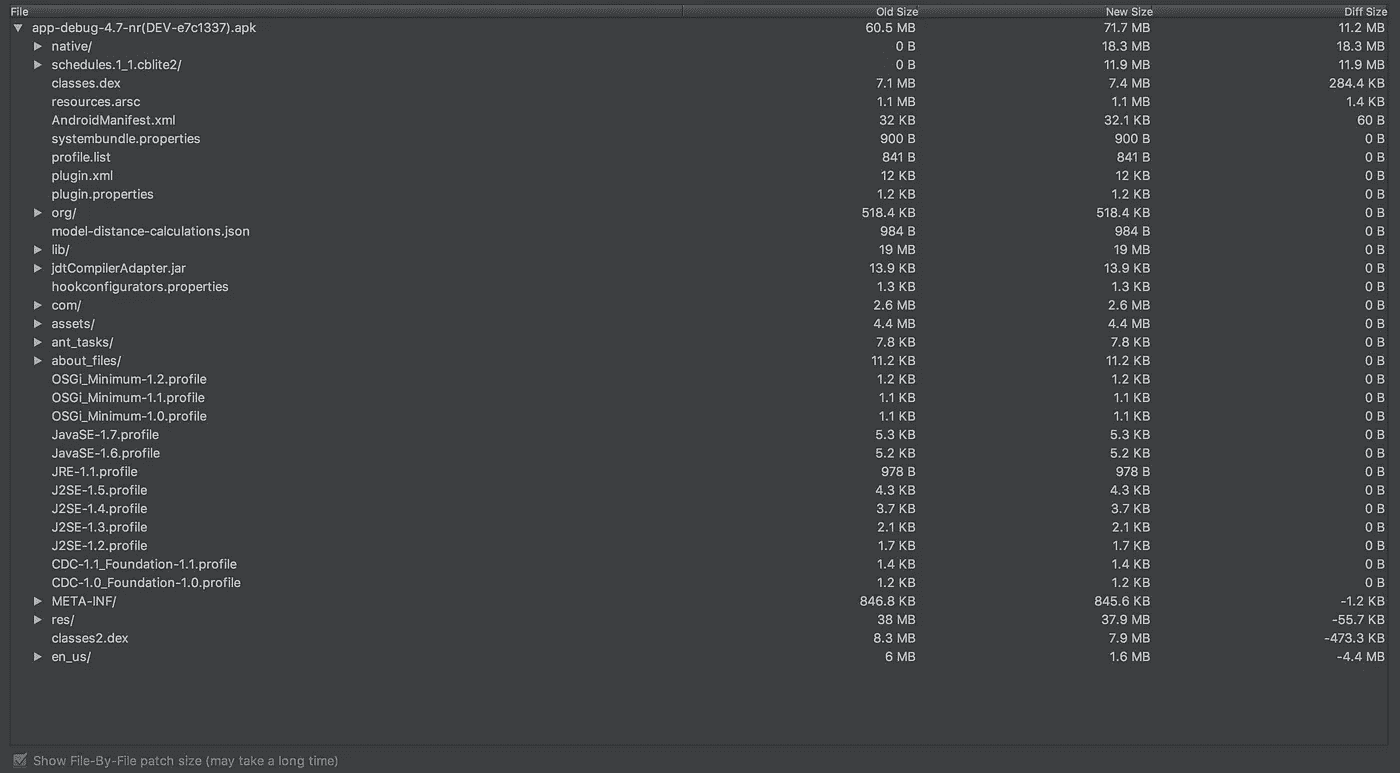 File Old Size New Size Diff Size
app-debug-4.7-nr(DEV-e7c1337).apk 60.5 MB 71.7 MB 11.2 MB
native/ 0 B 18.3 MB 18.3 MB
schedules.1_1.cblite2/ 0 B 11.9 MB 11.9 MB
classes.dex 7.1 MB 7.4 MB 284.4 KB
resources.arsc 1.1 MB 1.1 MB 1.4 KB
AndroidManifest.xml 32 KB 32.1 KB 60 B
systembundle.properties 900 B 900 B 0 B
profile.list 841 B 841 B 0 B
plugin.xml 12 KB 12 KB 0 B
plugin.properties 1.2 KB 1.2 KB 0 B
org/ 518.4 KB 518.4 KB 0 B
model-distance-calculations.json 984 B 984 B 0 B
lib/ 19 MB 19 MB 0 B
jdtCompilerAdapter.jar 13.9 KB 13.9 KB 0 B
hookconfigurators.properties 1.3 KB 1.3 KB 0 B
com/ 2.6 MB 2.6 MB 0 B
assets/ 4.4 MB 4.4 MB 0 B
ant_tasks/ 7.8 KB 7.8 KB 0 B
about_files/ 11.2 KB 11.2 KB 0 B
OSGi_Minimum-1.2.profile 1.2 KB 1.2 KB 0 B
OSGi_Minimum-1.1.profile 1.1 KB 1.1 KB 0 B
OSGi_Minimum-1.0.profile 1.1 KB 1.1 KB 0 B
JavaSE-1.7.profile 5.3 KB 5.3 KB 0 B
JavaSE-1.6.profile 5.2 KB 5.2 KB 0 B
JRE-1.1.profile 978 B 978 B 0 B
J2SE-1.5.profile 4.3 KB 4.3 KB 0 B
J2SE-1.4.profile 3.7 KB 3.7 KB 0 B
J2SE-1.3.profile 2.1 KB 2.1 KB 0 B
J2SE-1.2.profile 1.7 KB 1.7 KB 0 B
CDC-1.1_Foundation-1.1.profile 1.4 KB 1.4 KB 0 B
CDC-1.0_Foundation-1.0.profile 1.2 KB 1.2 KB 0 B
META-INF/ 846.8 KB 845.6 KB -1.2 KB
res/ 38 MB 37.9 MB -55.7 KB
classes2.dex 8.3 MB 7.9 MB -473.3 KB
en_us/ 6 MB 1.6 MB -4.4 MB
Show File-By-File patch size (may take a long time)